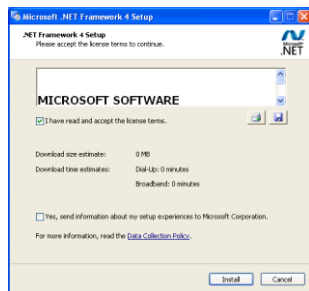 Microsoft .NET Framework 4 Setup
.NET Framework 4 Setup
Please accept the license terms to continue.
Microsoft
.NET
MICROSOFT SOFTWARE
I have read and accept the license terms.
Download size estimate: 0 MB
Download time estimates: Dial-Up: 0 minutes
Broadband: 0 minutes
Yes, send information about my setup experiences to Microsoft Corporation.
For more information, read the Data Collection Policy.
Install Cancel